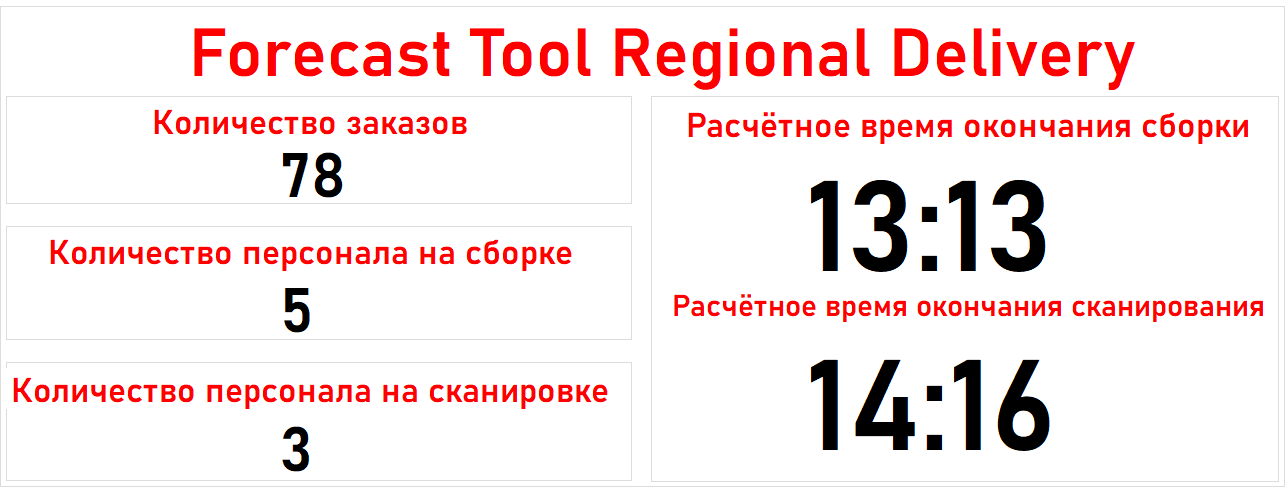 Forecast Tool Regional Delivery
Количество заказов
78
Количество персонала на сборке
5
Количество персонала на сканировке
3
Расчётное время окончания сборки
13:13
Расчётное время окончания сканирования
14:16